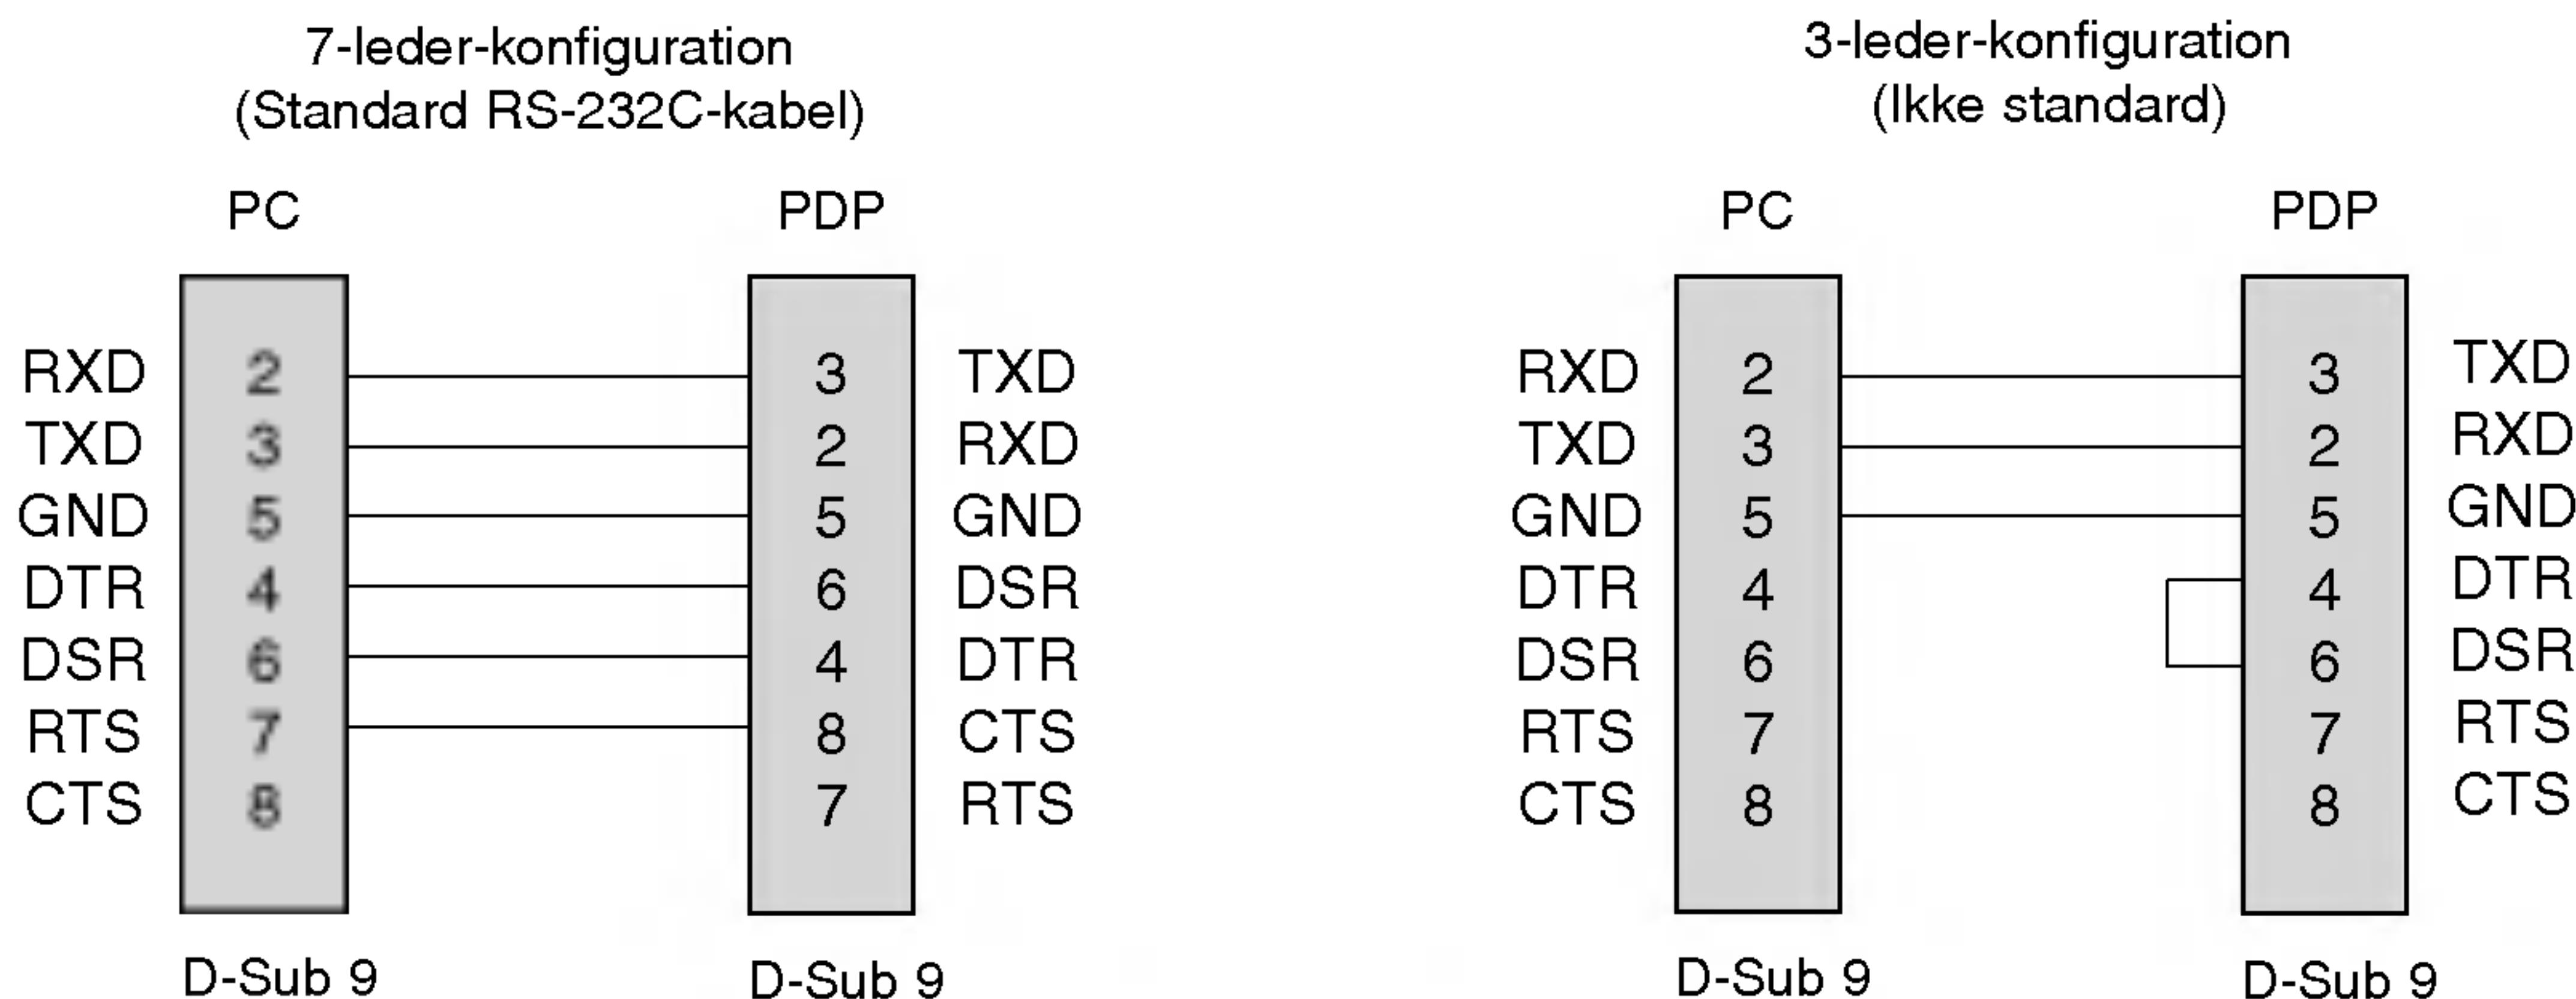 7-leder-konfiguration
(Standard RS-232C-kabel)
PC PDP
RXD 2 3 TXD
TXD 3 2 RXD
GND 5 5 GND
DTR 4 6 DSR
DSR 6 4 DTR
RTS 7 8 CTS
CTS 8 7 RTS
D-Sub 9 D-Sub 9
3-leder-konfiguration
(Ikke standard)
PC PDP
RXD 2 3 TXD
TXD 3 2 RXD
GND 5 5 GND
DTR 4 4 DTR
DSR 6 6 DSR
RTS 7 7 RTS
CTS 8 8 CTS
D-Sub 9 D-Sub 9